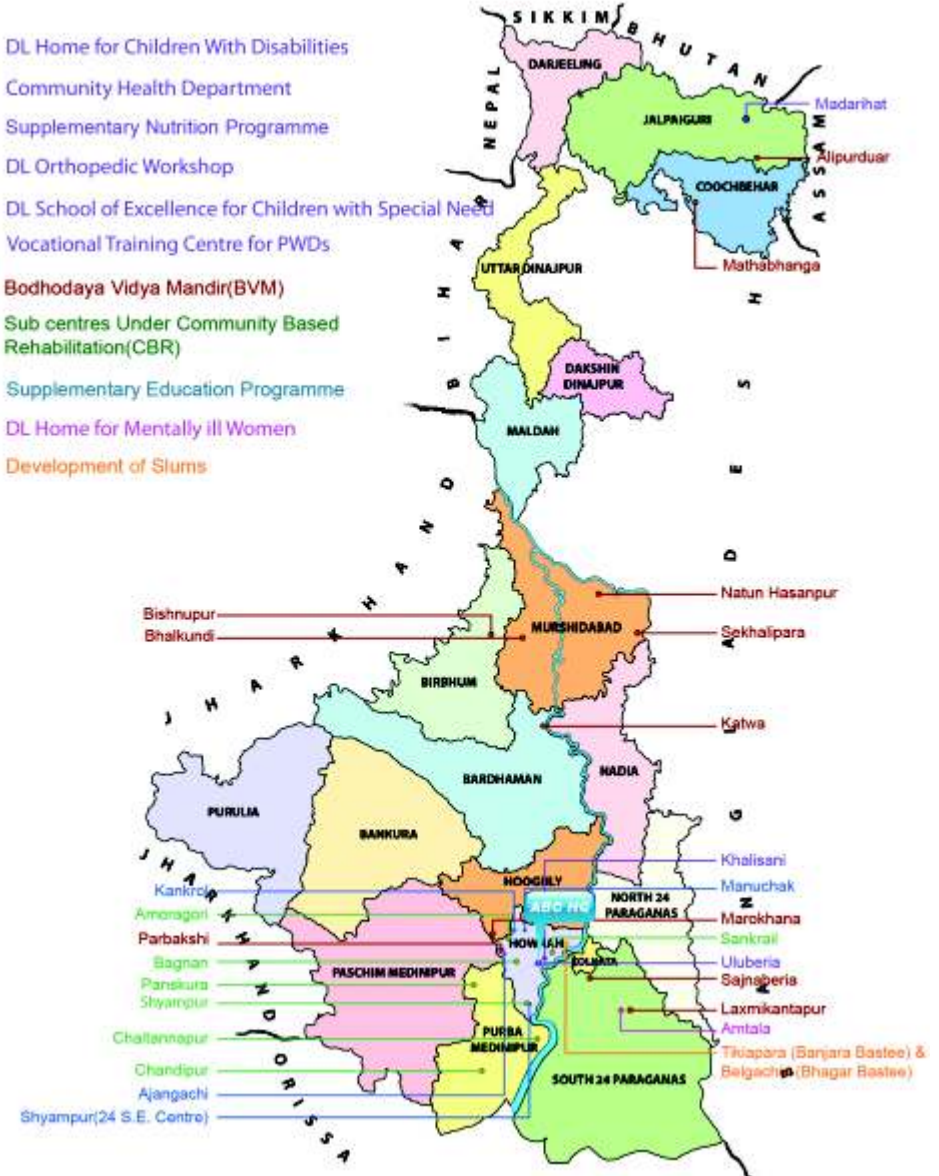 DL Home for Children With Disabilities
Community Health Department
Supplementary Nutrition Programme
DL Orthopedic Workshop
DL School of Excellence for Children with Special Need
Vocational Training Centre for PWDs
Bodhodaya Vidya Mandir(BVM)
Sub centres Under Community Based
Rehabilitation(CBR)
Supplementary Education Programme
DL Home for Mentally ill Women
Development of Slums
SIKKIM
BHUTAN
NEPAL
ASSAM
BIHAR
JHARKHAND
JHARKHAND
ORISSA
BANGLADESH
DARJEELING
JALPAIGURI
Madarihat
Alipurduar
COOCHBEHAR
Mathabhanga
UTTAR DINAJPUR
DAKSHIN
DINAJPUR
MALDAH
Natun Hasanpur
Bishnupur
MURSHIDABAD
Sekhalipara
Bhalkundi
BIRBHUM
Katwa
BARDHAMAN
NADIA
PURULIA
BANKURA
Khalisani
HOOGHLY
Kankrol
Manuchak
ABC HQ
NORTH 24
PARAGANAS
Amoragori
Marokhana
Parbakshi
HOWRAH
Sankrail
Bagnan
KOLKATA
Uluberia
PASCHIM MEDINIPUR
Panskura
Sajnaberia
Shyampur
Laxmikantapur
PURBA
MEDINIPUR
Amtala
Chaitannapur
Tikiapara (Banjara Bastee) &
Belgachia (Bhagar Bastee)
Chandipur
SOUTH 24 PARAGANAS
Ajangachi
Shyampur(24 S.E. Centre)